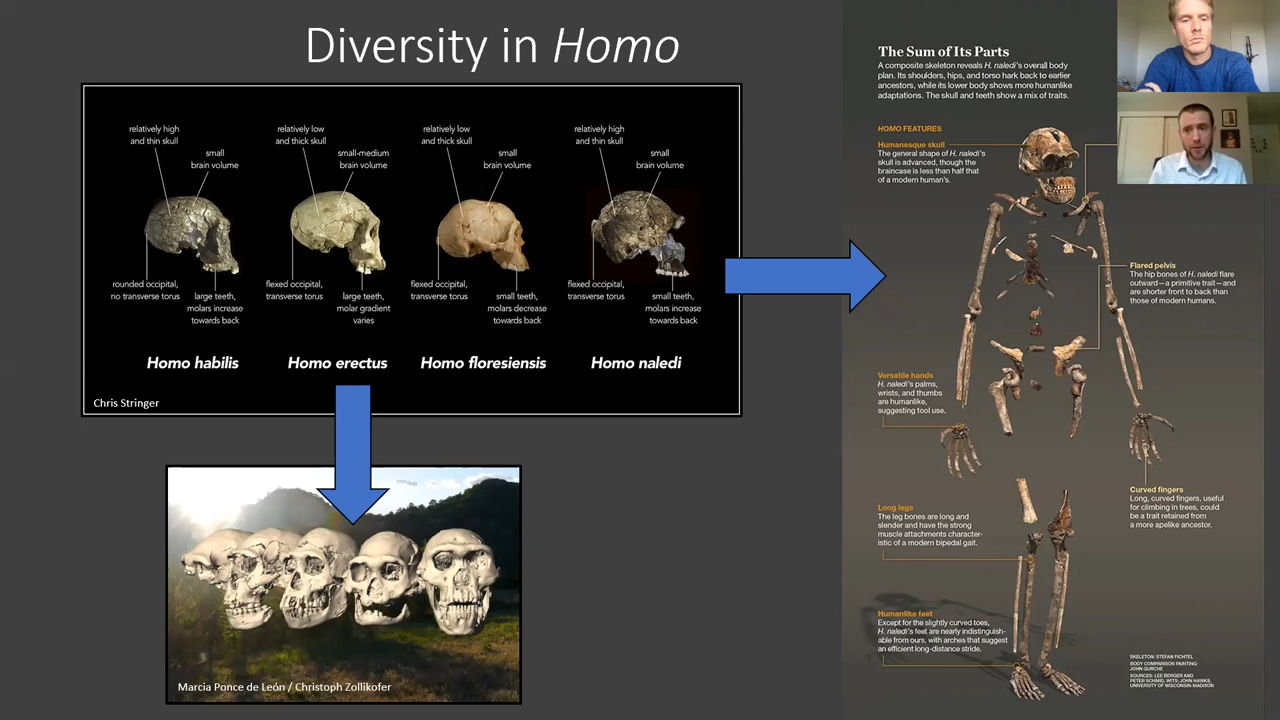 Diversity in Homo
relatively high
and thin skull
small
brain volume
rounded occipital,
no transverse torus
large teeth,
molars increase
towards back
Homo habilis
relatively low
and thick skull
small-medium
brain volume
flexed occipital,
transverse torus
large teeth,
molar gradient
varies
Homo erectus
relatively low
and thick skull
small
brain volume
flexed occipital,
transverse torus
small teeth,
molars decrease
towards back
Homo floresiensis
relatively high
and thin skull
small
brain volume
flexed occipital,
transverse torus
small teeth,
molars increase
towards back
Homo naledi
Chris Stringer
Marcia Ponce de León / Christoph Zollikofer
The Sum of Its Parts
A composite skeleton reveals H. naledi's overall body
plan. Its shoulders, hips, and torso hark back to earlier
ancestors, while its lower body shows more humanlike
adaptations. The skull and teeth show a mix of traits.
HOMO FEATURES
Humanesque skull
The general shape of H. naledi's
skull is advanced, though the
braincase is less than half that
of a modern human's.
Flared pelvis
The hip bones of H. naledi flare
outward—a primitive trait—and
are shorter front to back than
those of modern humans.
Versatile hands
H. naledi's palms,
wrists, and thumbs
are humanlike,
suggesting tool use.
Curved fingers
Long, curved fingers, useful
for climbing in trees, could
be a trait retained from
a more apelike ancestor.
Long legs
The leg bones are long and
slender and have the strong
muscle attachments character-
istic of a modern bipedal gait.
Humanlike feet
Except for the slightly curved toes,
H. naledi's feet are nearly indistinguish-
able from ours, with arches that suggest
an efficient long-distance stride.
SKELETON: STEFAN FICHTEL
BODY COMPARISON PAINTING:
JOHN GURCHE
SOURCES: LEE BERGER AND
PETER SCHMID, WITS; JOHN HAWKS,
UNIVERSITY OF WISCONSIN-MADISON